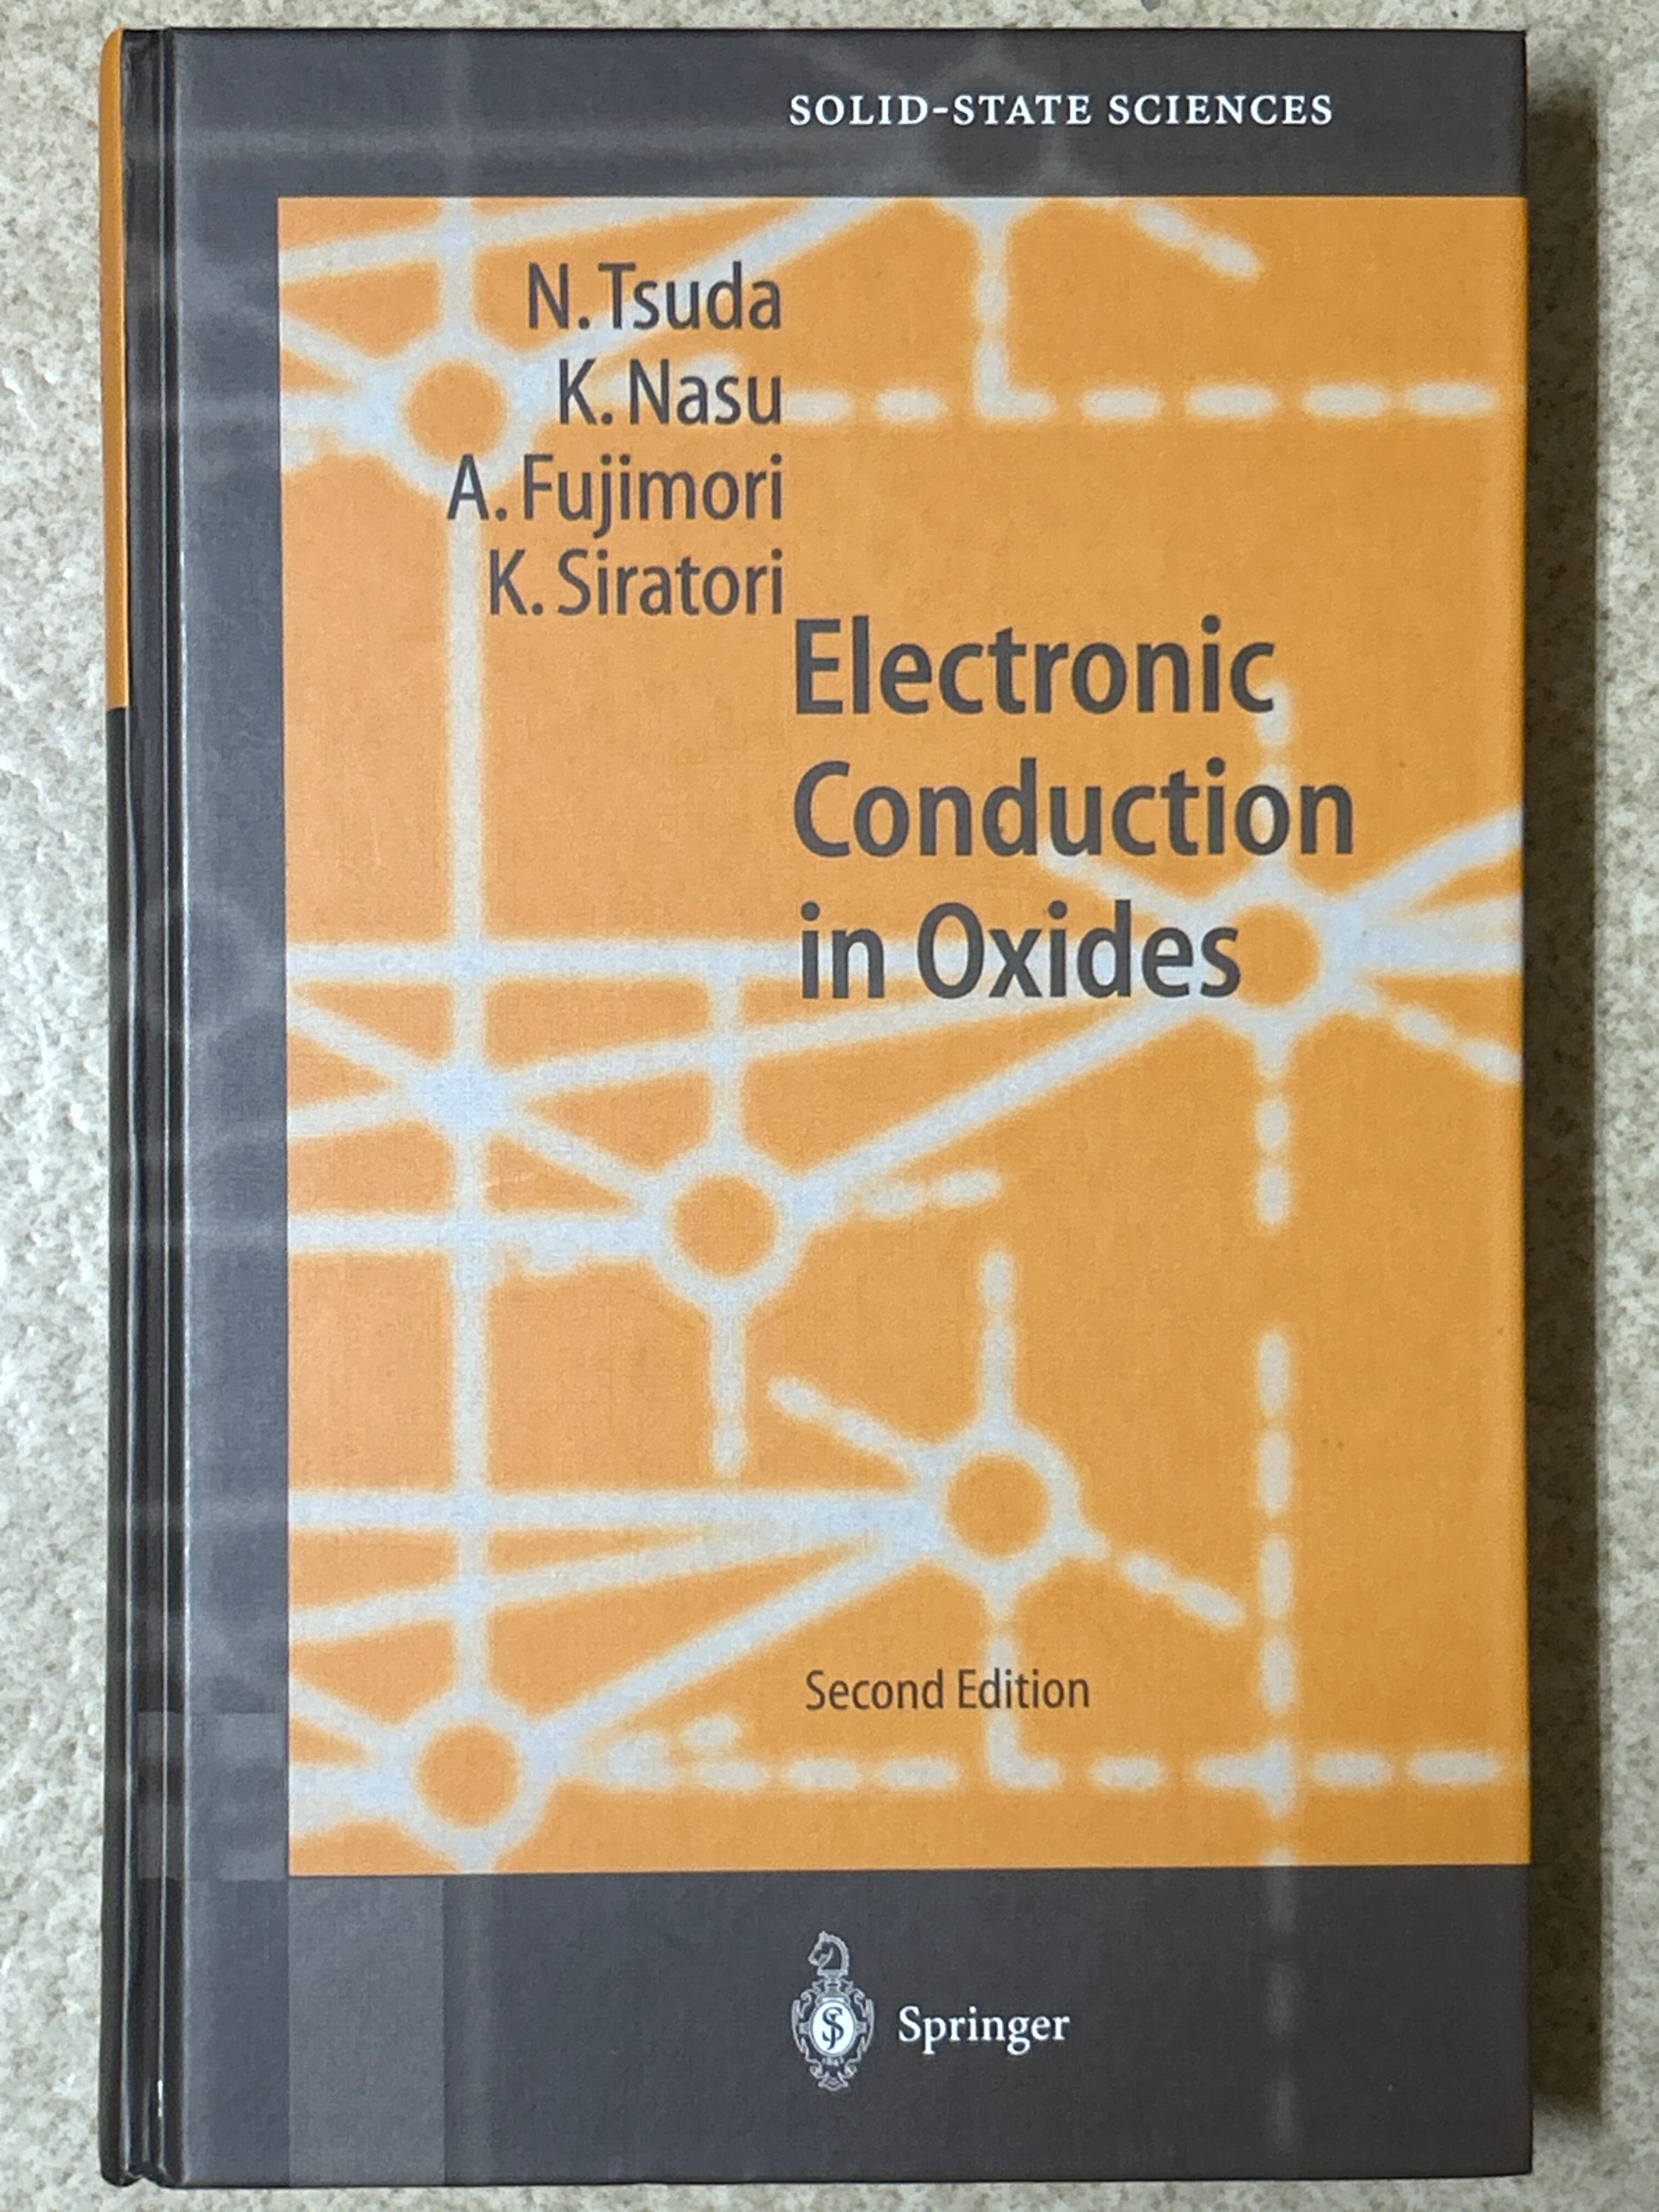 SOLID-STATE SCIENCES
N. Tsuda
K. Nasu
A. Fujimori
K. Siratori
Electronic
Conduction
in Oxides
Second Edition
Springer